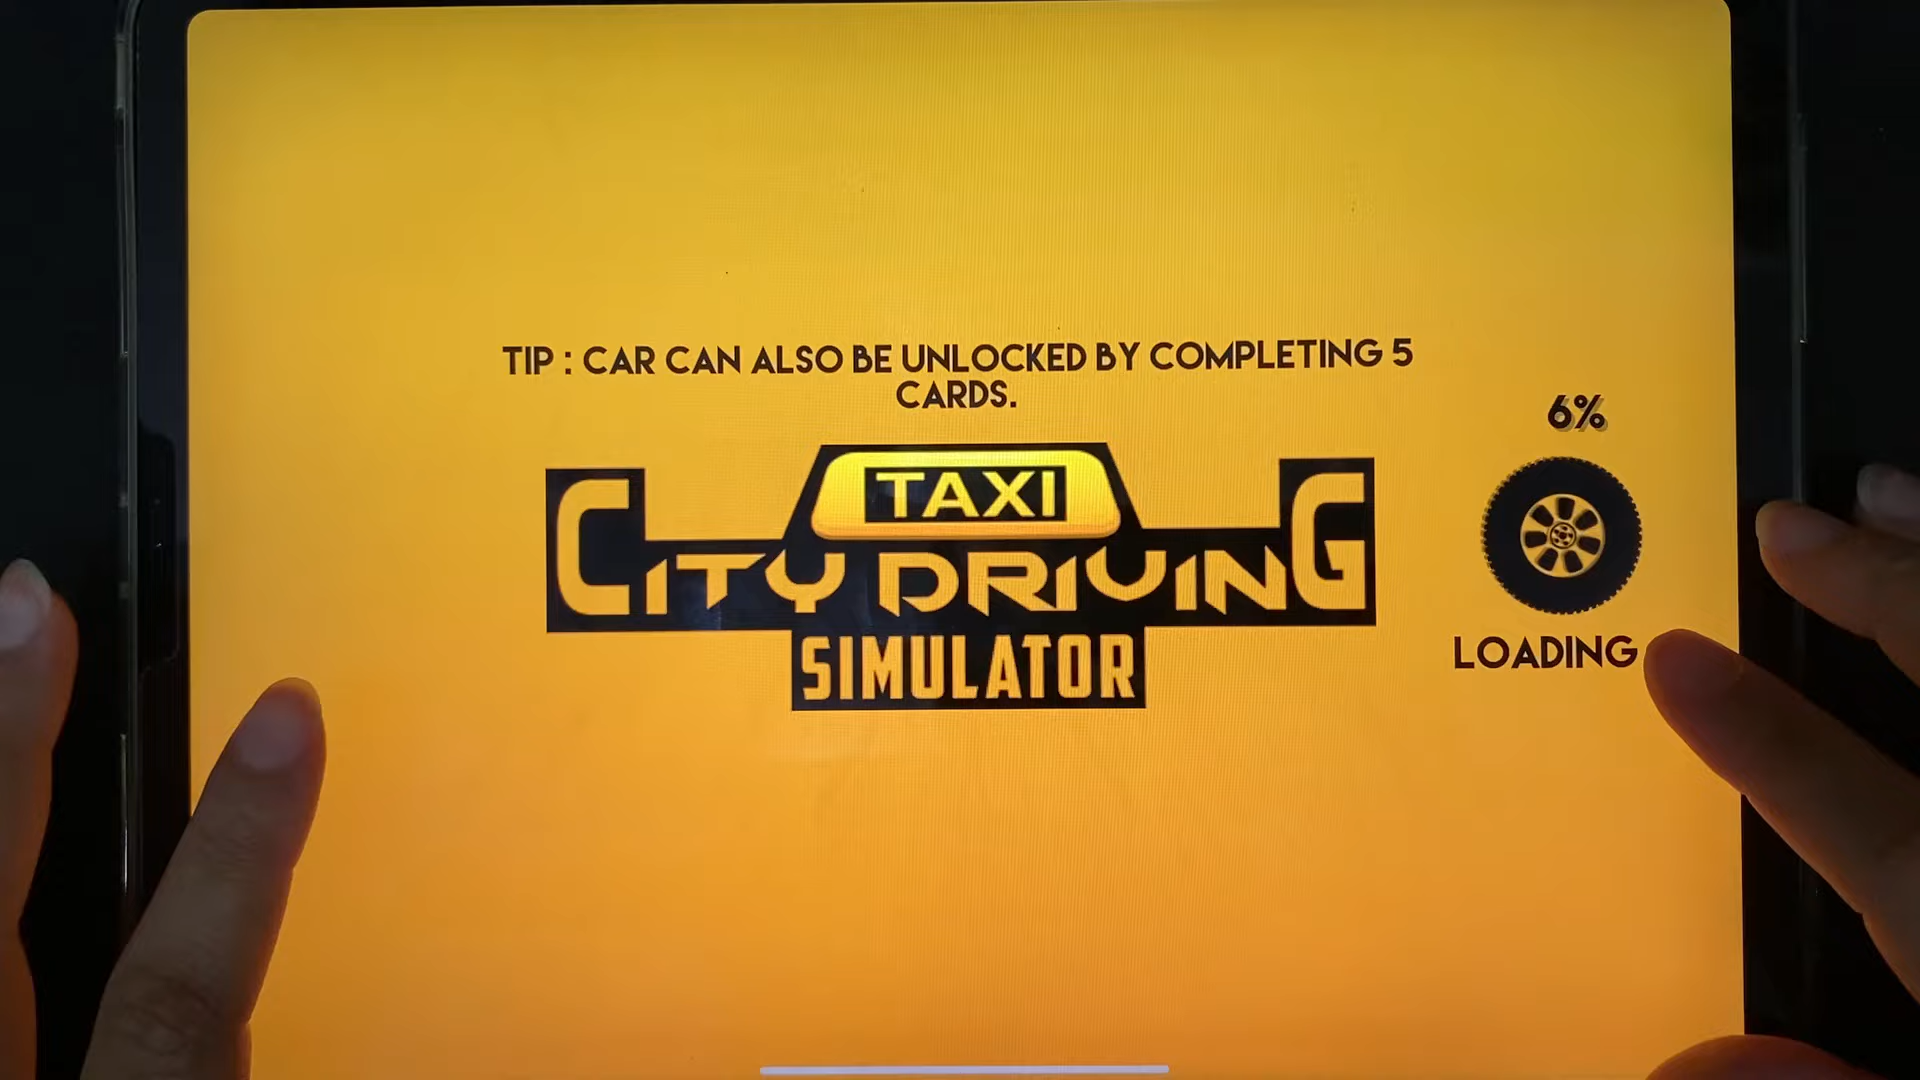 TIP : CAR CAN ALSO BE UNLOCKED BY COMPLETING 5
CARDS.
6%
TAXI
CITY DRIVING
SIMULATOR
LOADING